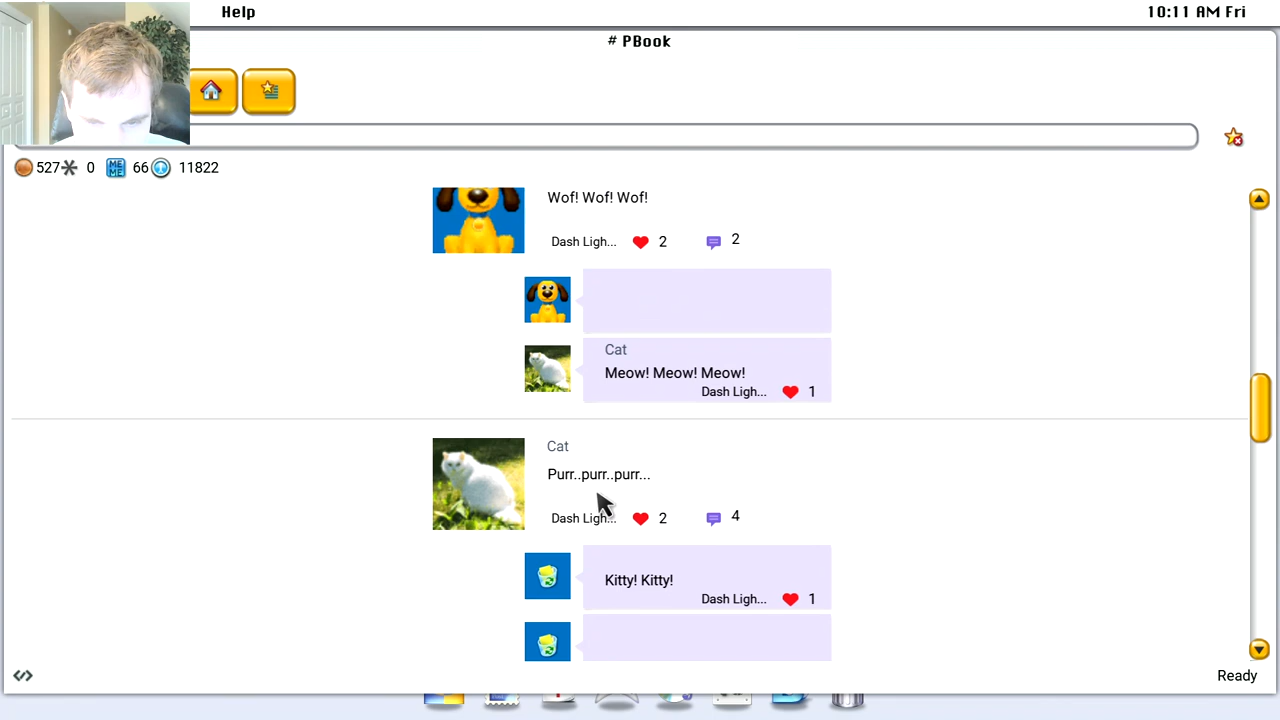 Help
10:11 AM Fri
# PBook
527 0 ME ME 66 11822
Wof! Wof! Wof!
Dash Ligh... 2 2
Cat
Meow! Meow! Meow!
Dash Ligh... 1
Cat
Purr..purr..purr...
Dash Ligh... 2 4
Kitty! Kitty!
Dash Ligh... 1
Ready